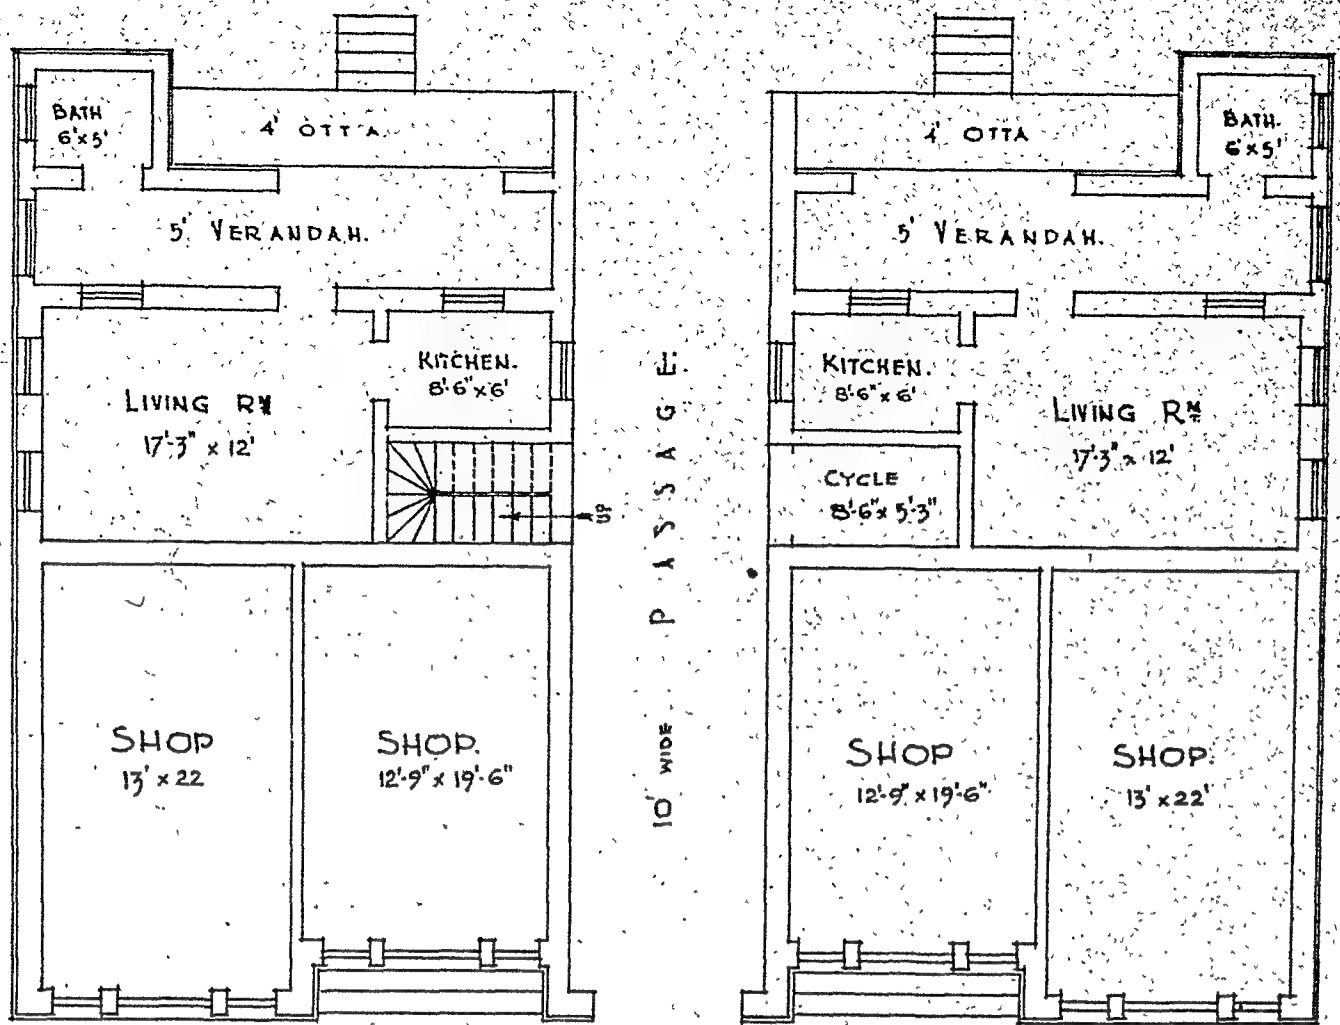 BATH
6'x5'
4' OTTA
5' VERANDAH.
KITCHEN.
8'-6"x6'
LIVING RM
17'-3" x 12'
UP
SHOP
13' x 22
SHOP.
12'-9" x 19'-6"
10' WIDE PASSAGE.
4' OTTA
BATH.
6'x5'
5' VERANDAH.
KITCHEN.
8'-6"x6'
LIVING RM
17'-3" x 12'
CYCLE
8'-6"x 5'-3"
SHOP
12'-9" x 19'-6"
SHOP.
13' x 22'